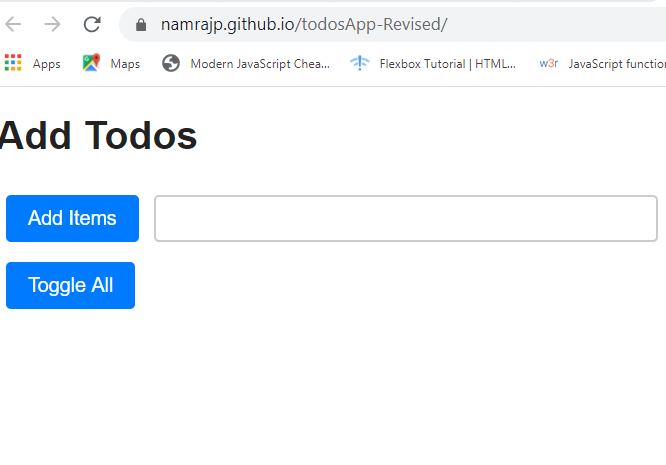 namrajp.github.io/todosApp-Revised/
Apps Maps Modern JavaScript Chea... Flexbox Tutorial | HTML... w3r JavaScript function
Add Todos
Add Items
Toggle All